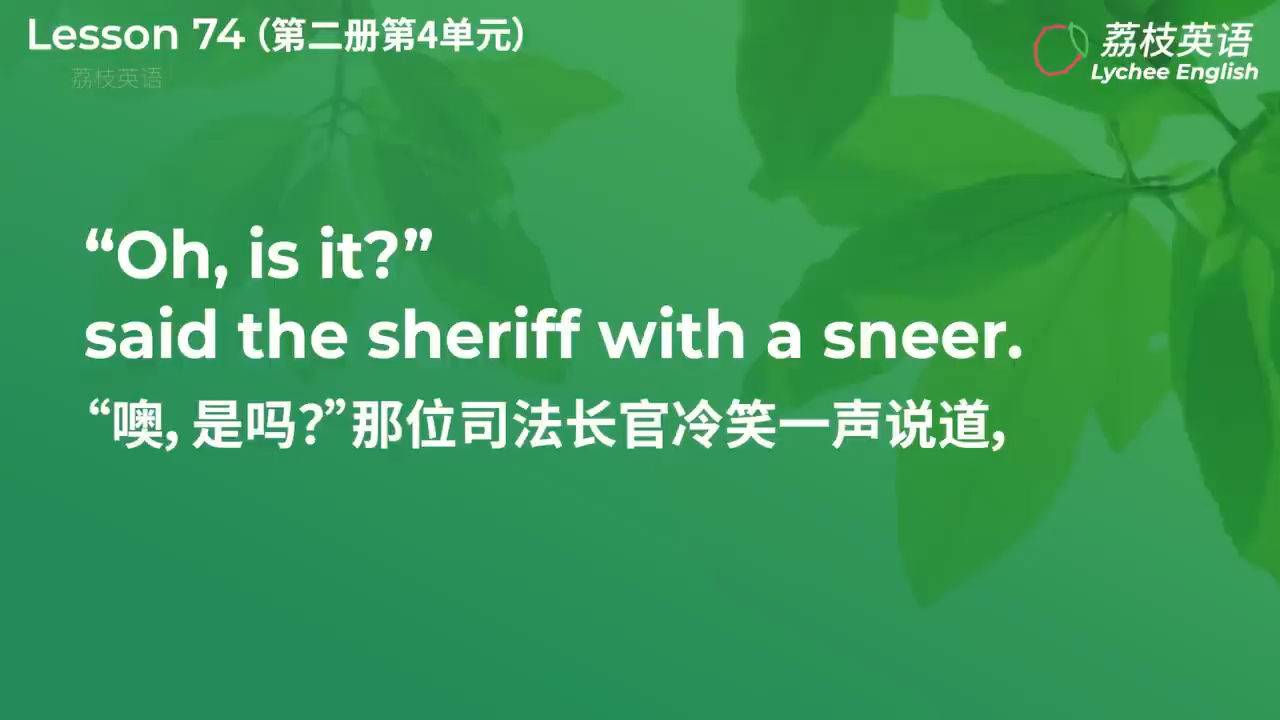 Lesson 74 (第二册第4单元)
荔枝英语
荔枝英语
Lychee English
“Oh, is it?”
said the sheriff with a sneer.
“噢, 是吗?”那位司法长官冷笑一声说道,